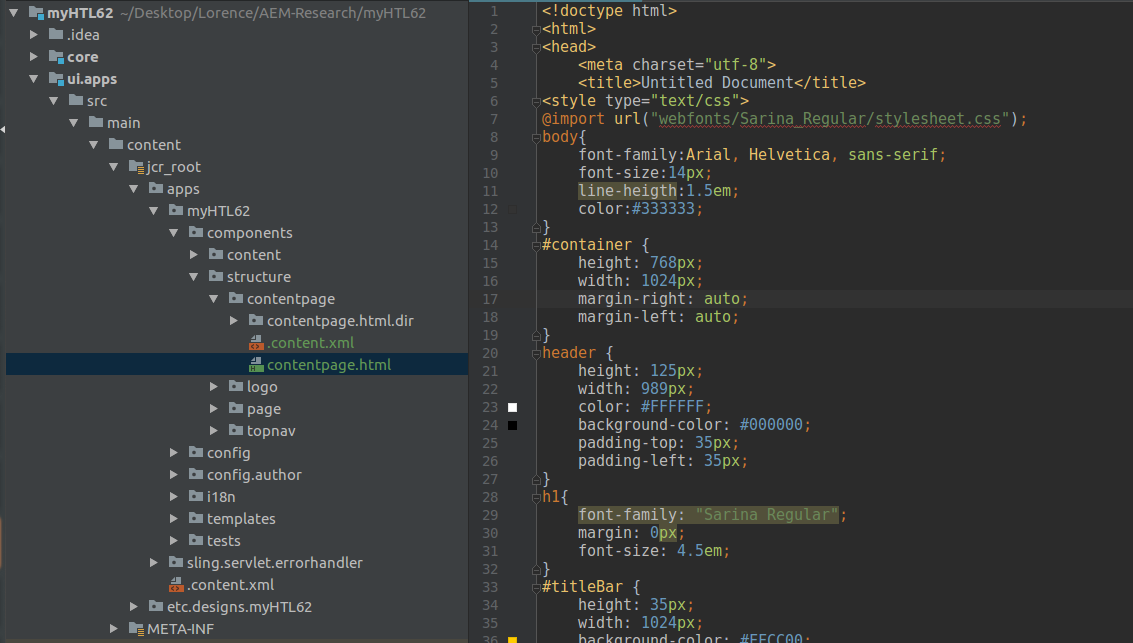 myHTL62 ~/Desktop/Lorence/AEM-Research/myHTL62
.idea
core
ui.apps
src
main
content
jcr_root
apps
myHTL62
components
content
structure
contentpage
contentpage.html.dir
.content.xml
contentpage.html
logo
page
topnav
config
config.author
i18n
templates
tests
sling.servlet.errorhandler
.content.xml
etc.designs.myHTL62
META-INF
1 <!doctype html>
2 <html>
3 <head>
4 <meta charset="utf-8">
5 <title>Untitled Document</title>
6 <style type="text/css">
7 @import url("webfonts/Sarina_Regular/stylesheet.css");
8 body{
9 font-family:Arial, Helvetica, sans-serif;
10 font-size:14px;
11 line-heigth:1.5em;
12 color:#333333;
13 }
14 #container {
15 height: 768px;
16 width: 1024px;
17 margin-right: auto;
18 margin-left: auto;
19 }
20 header {
21 height: 125px;
22 width: 989px;
23 color: #FFFFFF;
24 background-color: #000000;
25 padding-top: 35px;
26 padding-left: 35px;
27 }
28 h1{
29 font-family: "Sarina Regular";
30 margin: 0px;
31 font-size: 4.5em;
32 }
33 #titleBar {
34 height: 35px;
35 width: 1024px;
36 background-color: #FFCC00;